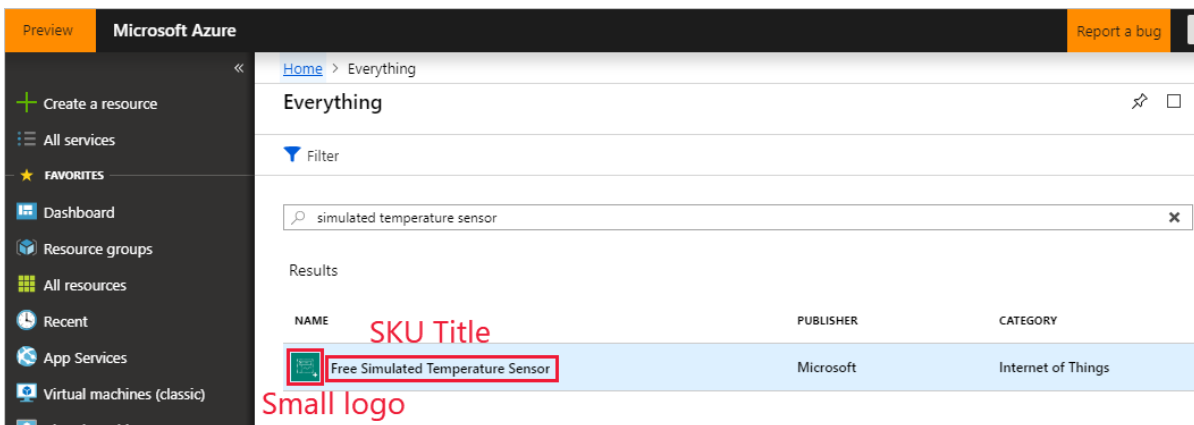 Preview Microsoft Azure Report a bug
«
Home > Everything
Everything
Create a resource
All services
FAVORITES
Dashboard
Resource groups
All resources
Recent
App Services
Virtual machines (classic)
Filter
simulated temperature sensor
Results
NAME PUBLISHER CATEGORY
SKU Title
Free Simulated Temperature Sensor Microsoft Internet of Things
Small logo